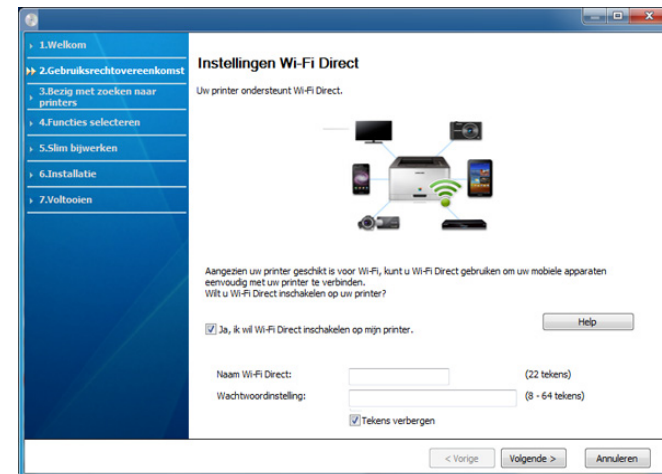 1.Welkom
2.Gebruiksrechtovereenkomst
3.Bezig met zoeken naar
printers
4.Functies selecteren
5.Slim bijwerken
6.Installatie
7.Voltooien
Instellingen Wi-Fi Direct
Uw printer ondersteunt Wi-Fi Direct.
Aangezien uw printer geschikt is voor Wi-Fi, kunt u Wi-Fi Direct gebruiken om uw mobiele apparaten
eenvoudig met uw printer te verbinden.
Wilt u Wi-Fi Direct inschakelen op uw printer?
Ja, ik wil Wi-Fi Direct inschakelen op mijn printer.
Help
Naam Wi-Fi Direct: (22 tekens)
Wachtwoordinstelling: (8 - 64 tekens)
Tekens verbergen
< Vorige Volgende > Annuleren